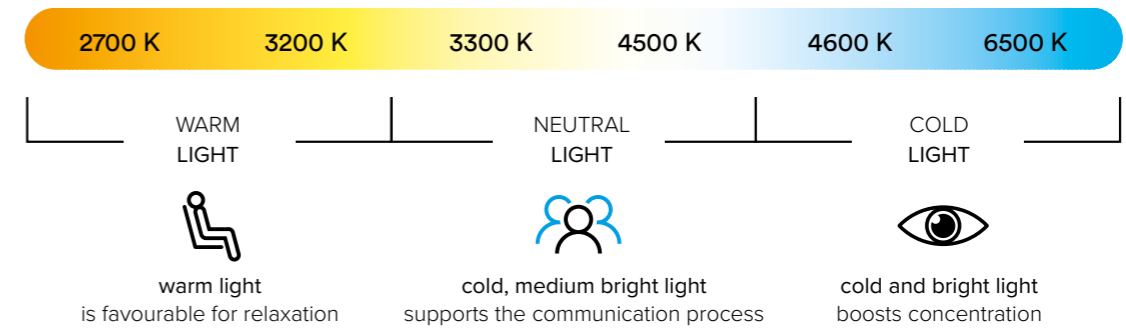 2700 K 3200 K 3300 K 4500 K 4600 K 6500 K
WARM
LIGHT
NEUTRAL
LIGHT
COLD
LIGHT
warm light
is favourable for relaxation
cold, medium bright light
supports the communication process
cold and bright light
boosts concentration